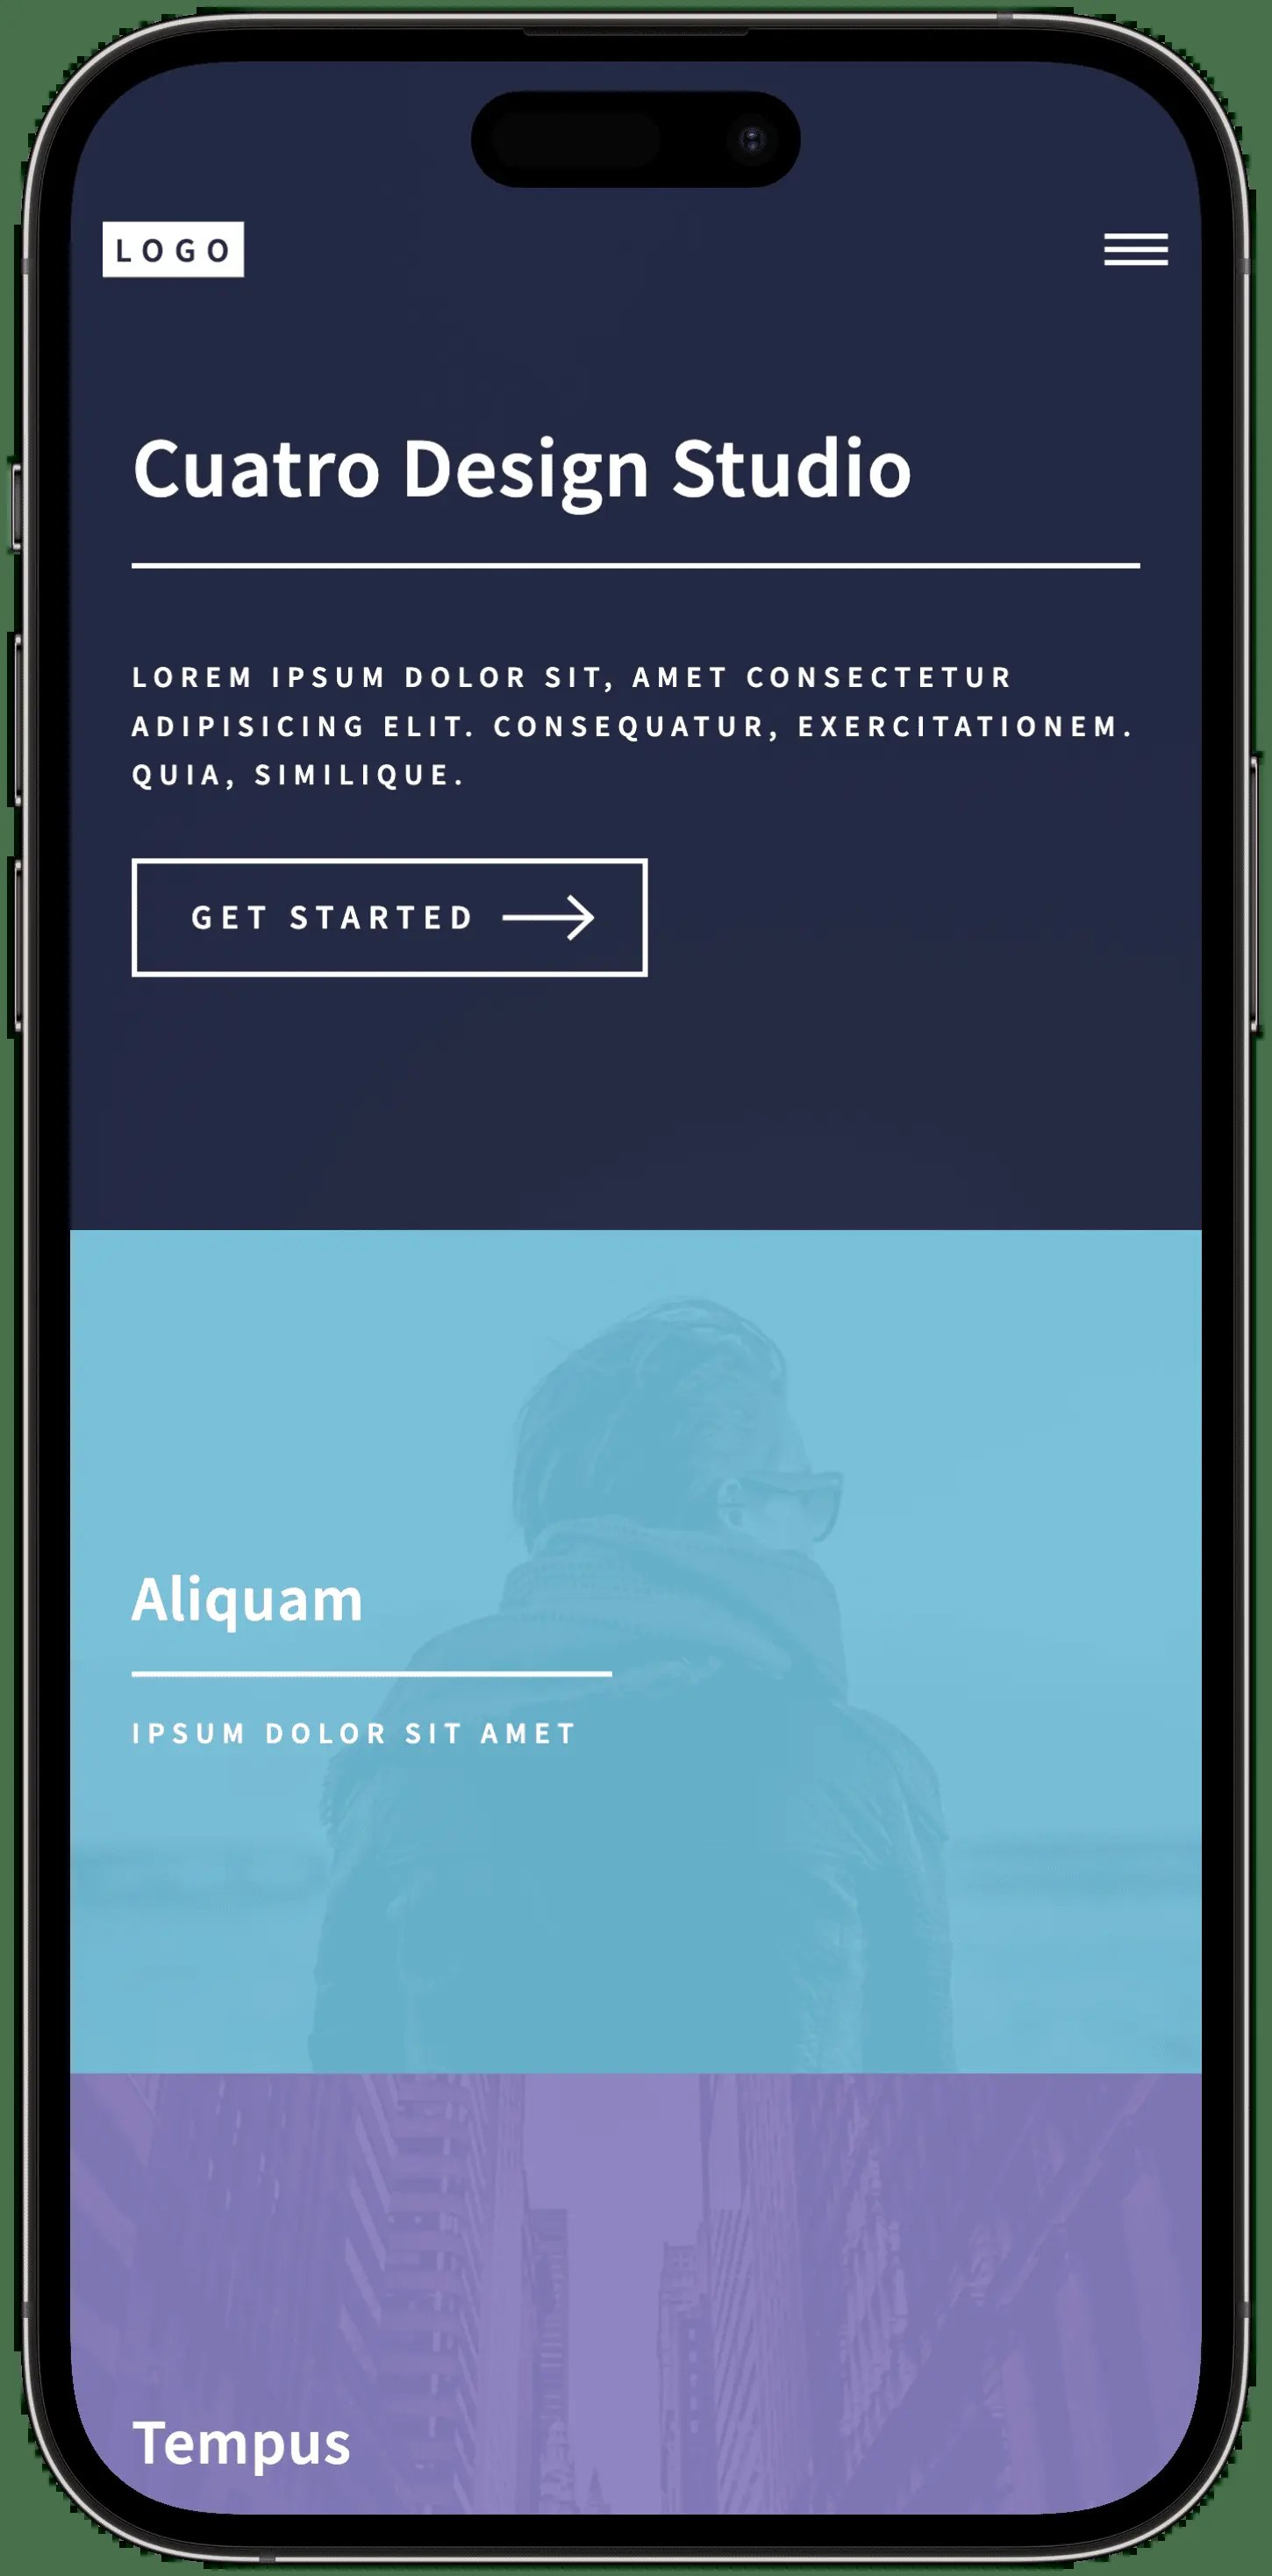 LOGO
Cuatro Design Studio
LOREM IPSUM DOLOR SIT, AMET CONSECTETUR
ADIPISICING ELIT. CONSEQUATUR, EXERCITATIONEM.
QUIA, SIMILIQUE.
GET STARTED
Aliquam
IPSUM DOLOR SIT AMET
Tempus